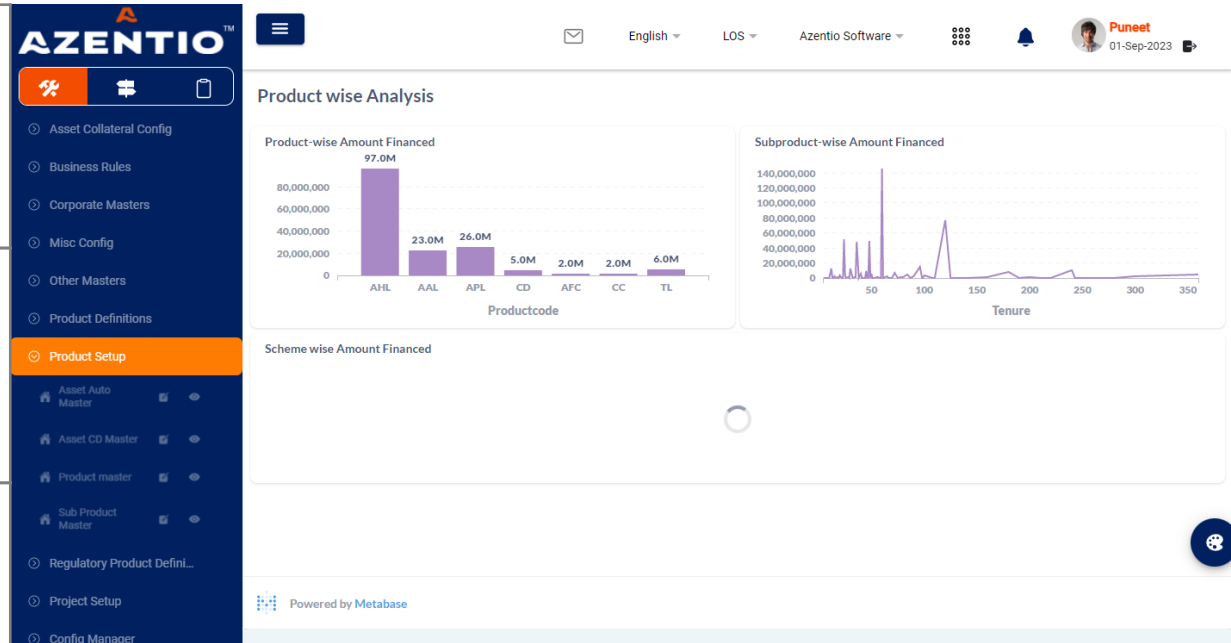 AZENTIO™
English
LOS
Azentio Software
Puneet
01-Sep-2023
Asset Collateral Config
Business Rules
Corporate Masters
Misc Config
Other Masters
Product Definitions
Product Setup
Asset Auto
Master
Asset CD Master
Product master
Sub Product
Master
Regulatory Product Defini...
Project Setup
Config Manager
Product wise Analysis
Product-wise Amount Financed
97.0M
80,000,000
60,000,000
40,000,000
20,000,000
0
23.0M
26.0M
5.0M
2.0M
2.0M
6.0M
AHL
AAL
APL
CD
AFC
CC
TL
Productcode
Subproduct-wise Amount Financed
140,000,000
120,000,000
100,000,000
80,000,000
60,000,000
40,000,000
20,000,000
0
50
100
150
200
250
300
350
Tenure
Scheme wise Amount Financed
Powered by Metabase